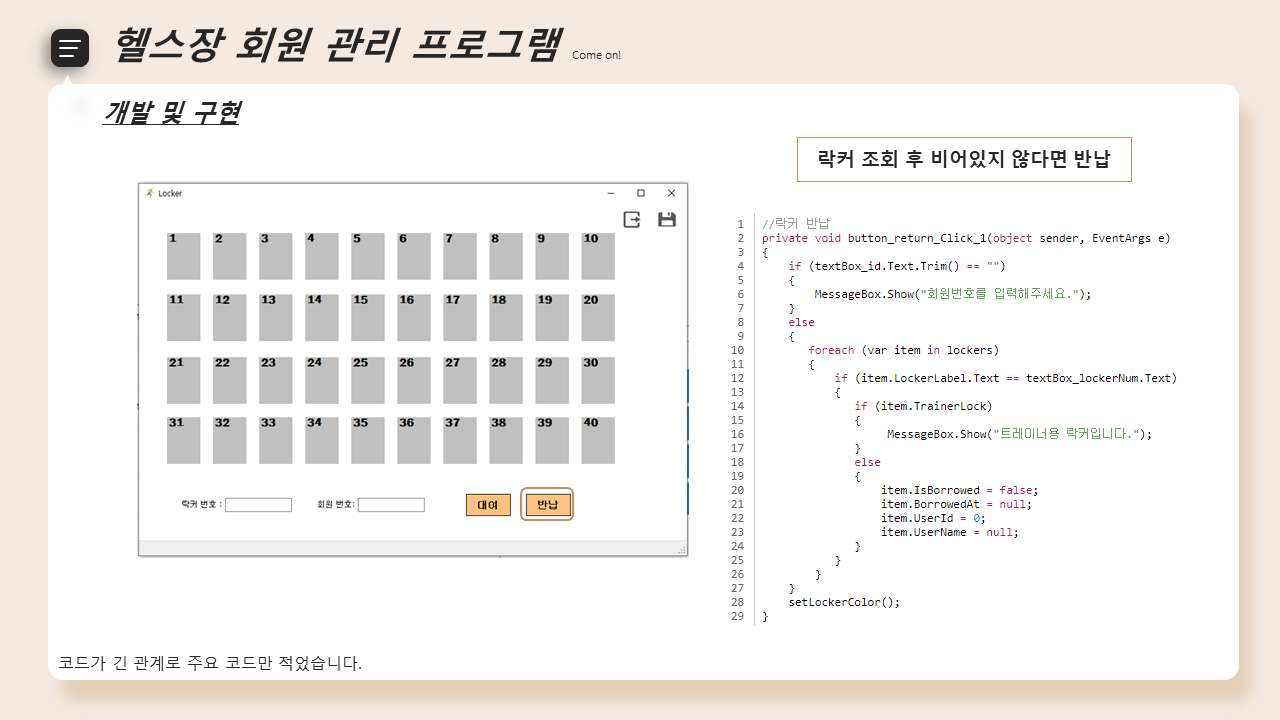 헬스장 회원 관리 프로그램 Come on!
개발 및 구현
락커 조회 후 비어있지 않다면 반납
Locker
1 2 3 4 5 6 7 8 9 10
11 12 13 14 15 16 17 18 19 20
21 22 23 24 25 26 27 28 29 30
31 32 33 34 35 36 37 38 39 40
락커 번호 : 회원 번호: 대여 반납
1 //락커 반납
2 private void button_return_Click_1(object sender, EventArgs e)
3 {
4 if (textBox_id.Text.Trim() == "")
5 {
6 MessageBox.Show("회원번호를 입력해주세요.");
7 }
8 else
9 {
10 foreach (var item in lockers)
11 {
12 if (item.LockerLabel.Text == textBox_lockerNum.Text)
13 {
14 if (item.TrainerLock)
15 {
16 MessageBox.Show("트레이너용 락커입니다.");
17 }
18 else
19 {
20 item.IsBorrowed = false;
21 item.BorrowedAt = null;
22 item.UserId = 0;
23 item.UserName = null;
24 }
25 }
26 }
27 }
28 setLockerColor();
29 }
코드가 긴 관계로 주요 코드만 적었습니다.